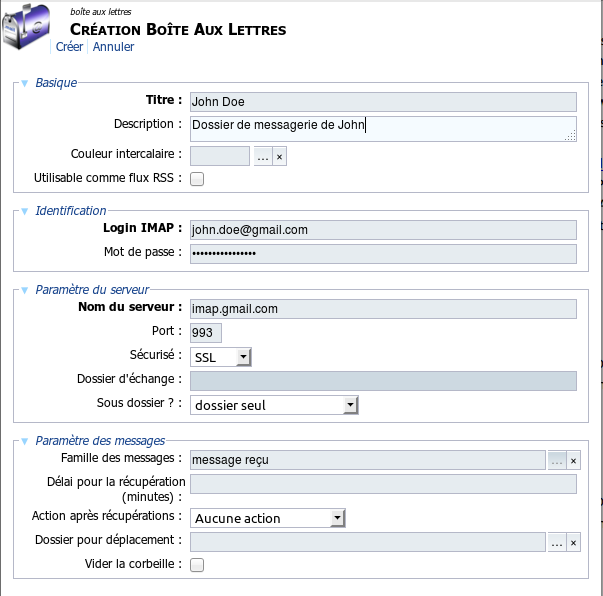 boîte aux lettres
Création Boîte Aux Lettres
Créer Annuler
Basique
Titre : John Doe
Description : Dossier de messagerie de John
Couleur intercalaire : ... ×
Utilisable comme flux RSS :
Identification
Login IMAP : john.doe@gmail.com
Mot de passe : ••••••••••••••••
Paramètre du serveur
Nom du serveur : imap.gmail.com
Port : 993
Sécurisé : SSL
Dossier d'échange :
Sous dossier ? : dossier seul
Paramètre des messages
Famille des messages : message reçu ... ×
Délai pour la récupération
(minutes) :
Action après récupérations : Aucune action
Dossier pour déplacement : ... ×
Vider la corbeille :